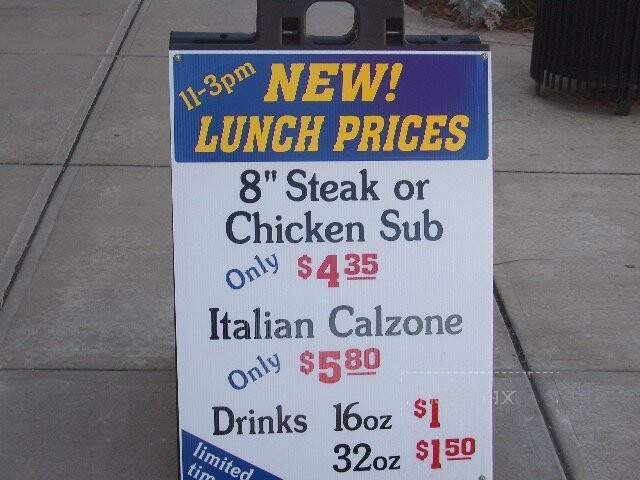 11-3pm
NEW!
LUNCH PRICES
8" Steak or
Chicken Sub
Only $4 35
Italian Calzone
Only $5 80
Drinks 16oz $1
32oz $1 50
limited